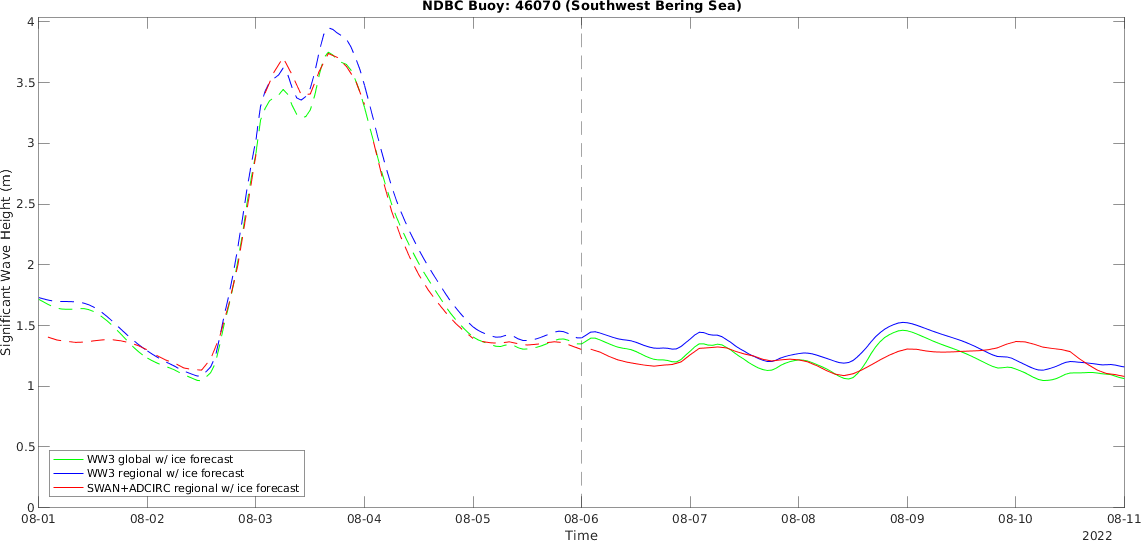 NDBC Buoy: 46070 (Southwest Bering Sea)
4
3.5
3
2.5
2
1.5
1
0.5
0
Significant Wave Height (m)
WW3 global w/ ice forecast
WW3 regional w/ ice forecast
SWAN+ADCIRC regional w/ ice forecast
08-01 08-02 08-03 08-04 08-05 08-06 08-07 08-08 08-09 08-10 08-11
Time
2022